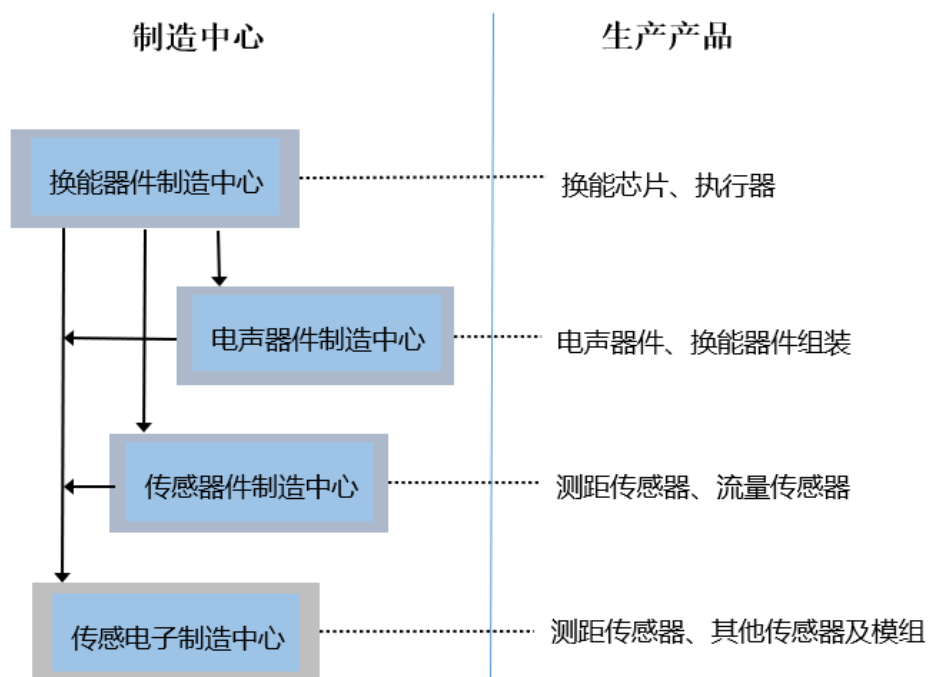 制造中心
生产产品
换能器件制造中心
换能芯片、执行器
电声器件制造中心
电声器件、换能器件组装
传感器件制造中心
测距传感器、流量传感器
传感电子制造中心
测距传感器、其他传感器及模组